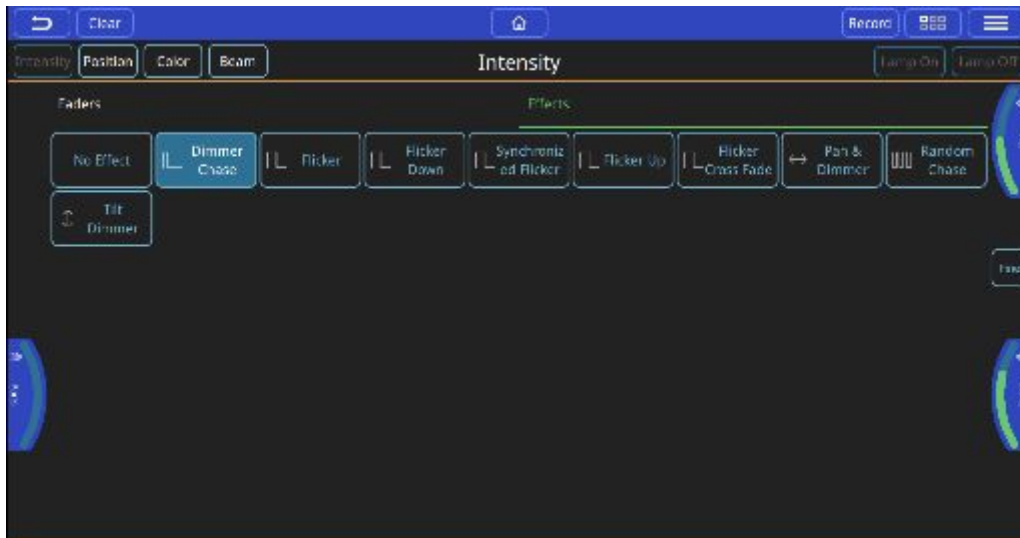 Clear
Record
Intensity
Position
Color
Beam
Intensity
Lamp On
Lamp Off
Faders
Effects
No Effect
Dimmer
Chase
Flicker
Flicker
Down
Synchroniz
ed Flicker
Flicker Up
Flicker
Cross Fade
Pan &
Dimmer
Random
Chase
Tilt
Dimmer